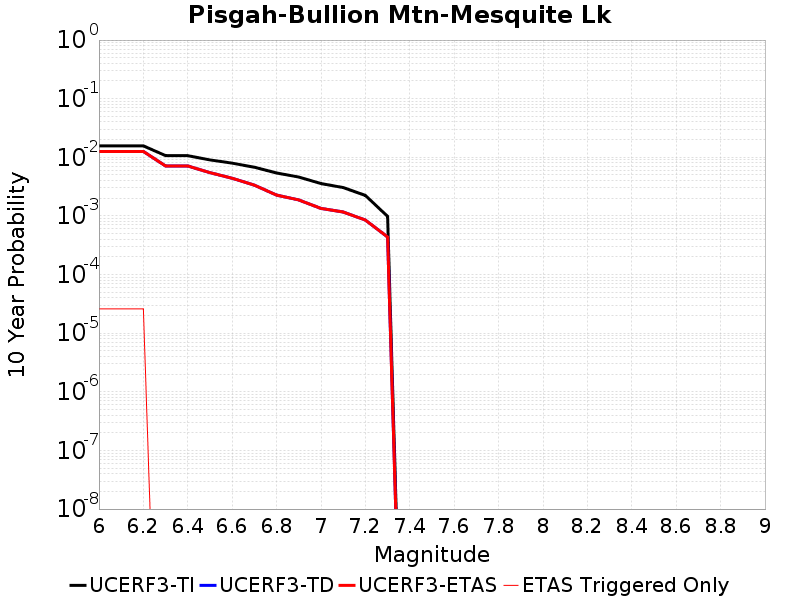 Pisgah-Bullion Mtn-Mesquite Lk
10^0
10^-1
10^-2
10^-3
10^-4
10^-5
10^-6
10^-7
10^-8
10 Year Probability
6 6.2 6.4 6.6 6.8 7 7.2 7.4 7.6 7.8 8 8.2 8.4 8.6 8.8 9
Magnitude
UCERF3-TI UCERF3-TD UCERF3-ETAS ETAS Triggered Only